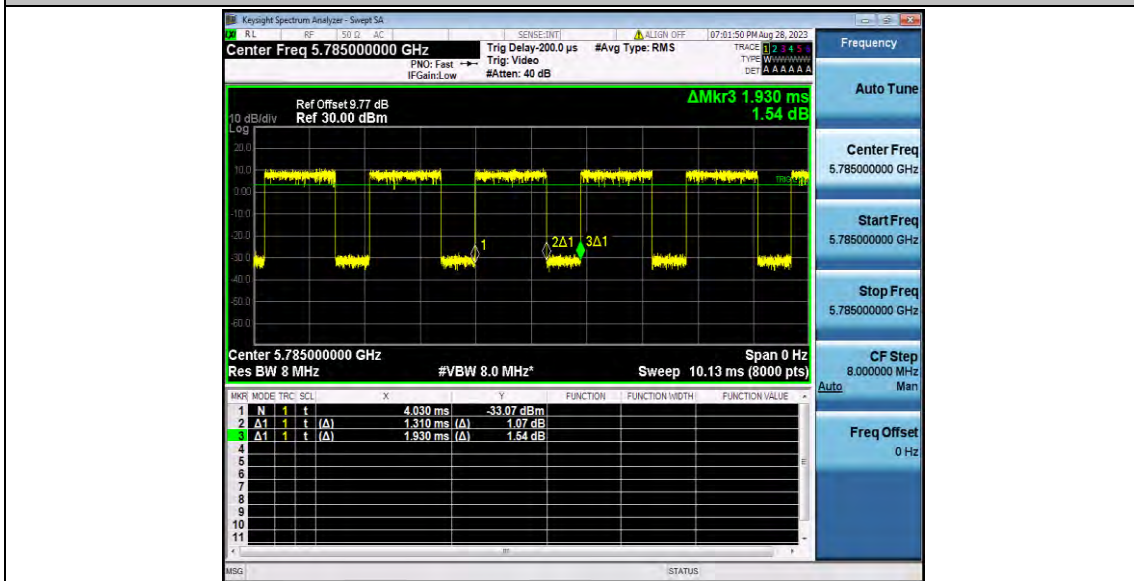 Keysight Spectrum Analyzer - Swept SA
RL RF 50 Ω AC SENSE:INT ALIGN OFF 07:01:50 PM Aug 28, 2023
Center Freq 5.785000000 GHz
PNO: Fast
IFGain:Low
Trig Delay-200.0 µs
Trig: Video
#Atten: 40 dB
#Avg Type: RMS
TRACE 1 2 3 4 5 6
TYPE W
DET A A A A A A
ΔMkr3 1.930 ms
1.54 dB
Ref Offset 9.77 dB
10 dB/div Ref 30.00 dBm
Log
20.0
10.0
0.00
-10.0
-20.0
-30.0
-40.0
-50.0
-60.0
1
2Δ1
3Δ1
Center 5.785000000 GHz Span 0 Hz
Res BW 8 MHz #VBW 8.0 MHz* Sweep 10.13 ms (8000 pts)
MKR MODE TRC SCL X Y FUNCTION FUNCTION WIDTH FUNCTION VALUE
1 N 1 t 4.030 ms -33.07 dBm
2 Δ1 1 t (Δ) 1.310 ms (Δ) 1.07 dB
3 Δ1 1 t (Δ) 1.930 ms (Δ) 1.54 dB
4
5
6
7
8
9
10
11
MSG STATUS
Frequency
Auto Tune
Center Freq
5.785000000 GHz
Start Freq
5.785000000 GHz
Stop Freq
5.785000000 GHz
CF Step
8.000000 MHz
Auto Man
Freq Offset
0 Hz